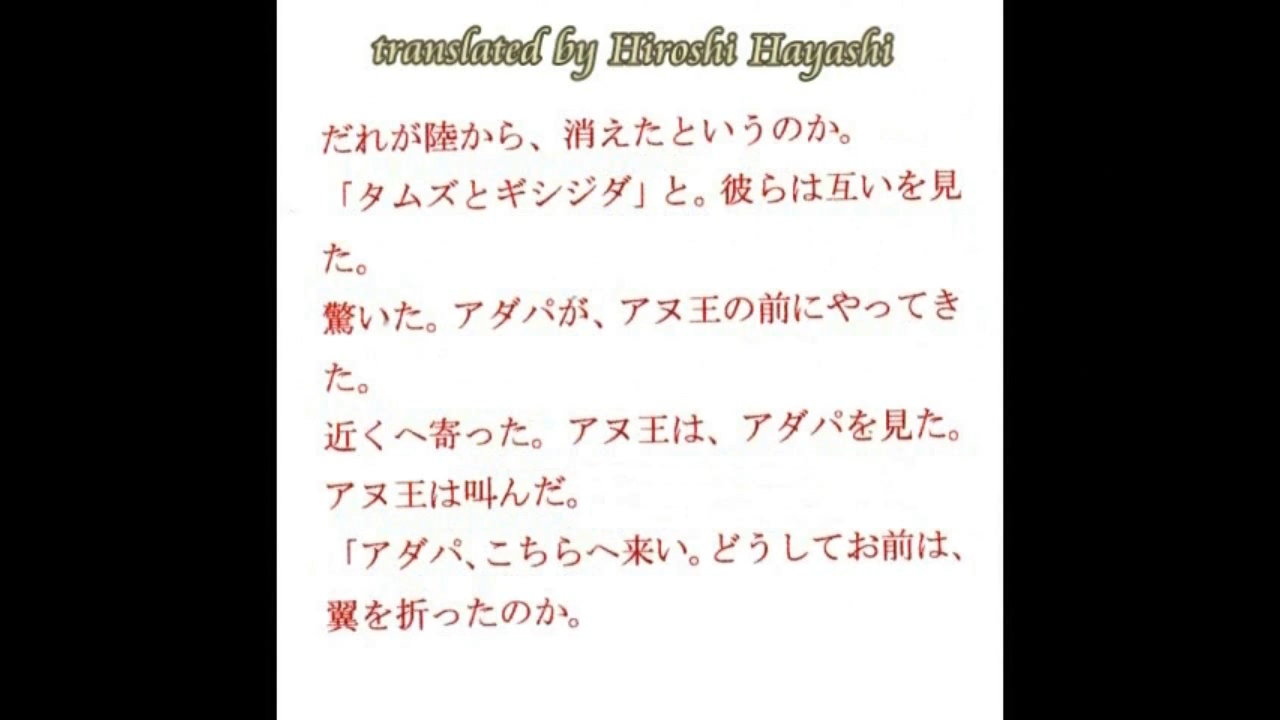 translated by Hiroshi Hayashi
だれが陸から、消えたというのか。
「タムズとギシジダ」と。彼らは互いを見
た。
驚いた。アダパが、アヌ王の前にやってき
た。
近くへ寄った。アヌ王は、アダパを見た。
アヌ王は叫んだ。
「アダパ、こちらへ来い。どうしてお前は、
翼を折ったのか。